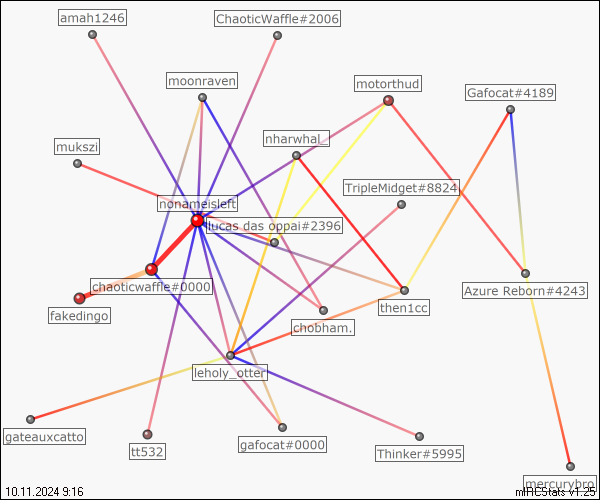 amah1246
ChaoticWaffle#2006
moonraven
motorthud
Gafocat#4189
nharwhal_
mukszi
TripleMidget#8824
nonameisleft
lucas das oppai#2396
chaoticwaffle#0000
Azure Reborn#4243
fakedingo
then1cc
chobham.
leholy_otter
gateauxcatto
tt532
gafocat#0000
Thinker#5995
mercurybro
10.11.2024 9:16
mIRCStats v1.25